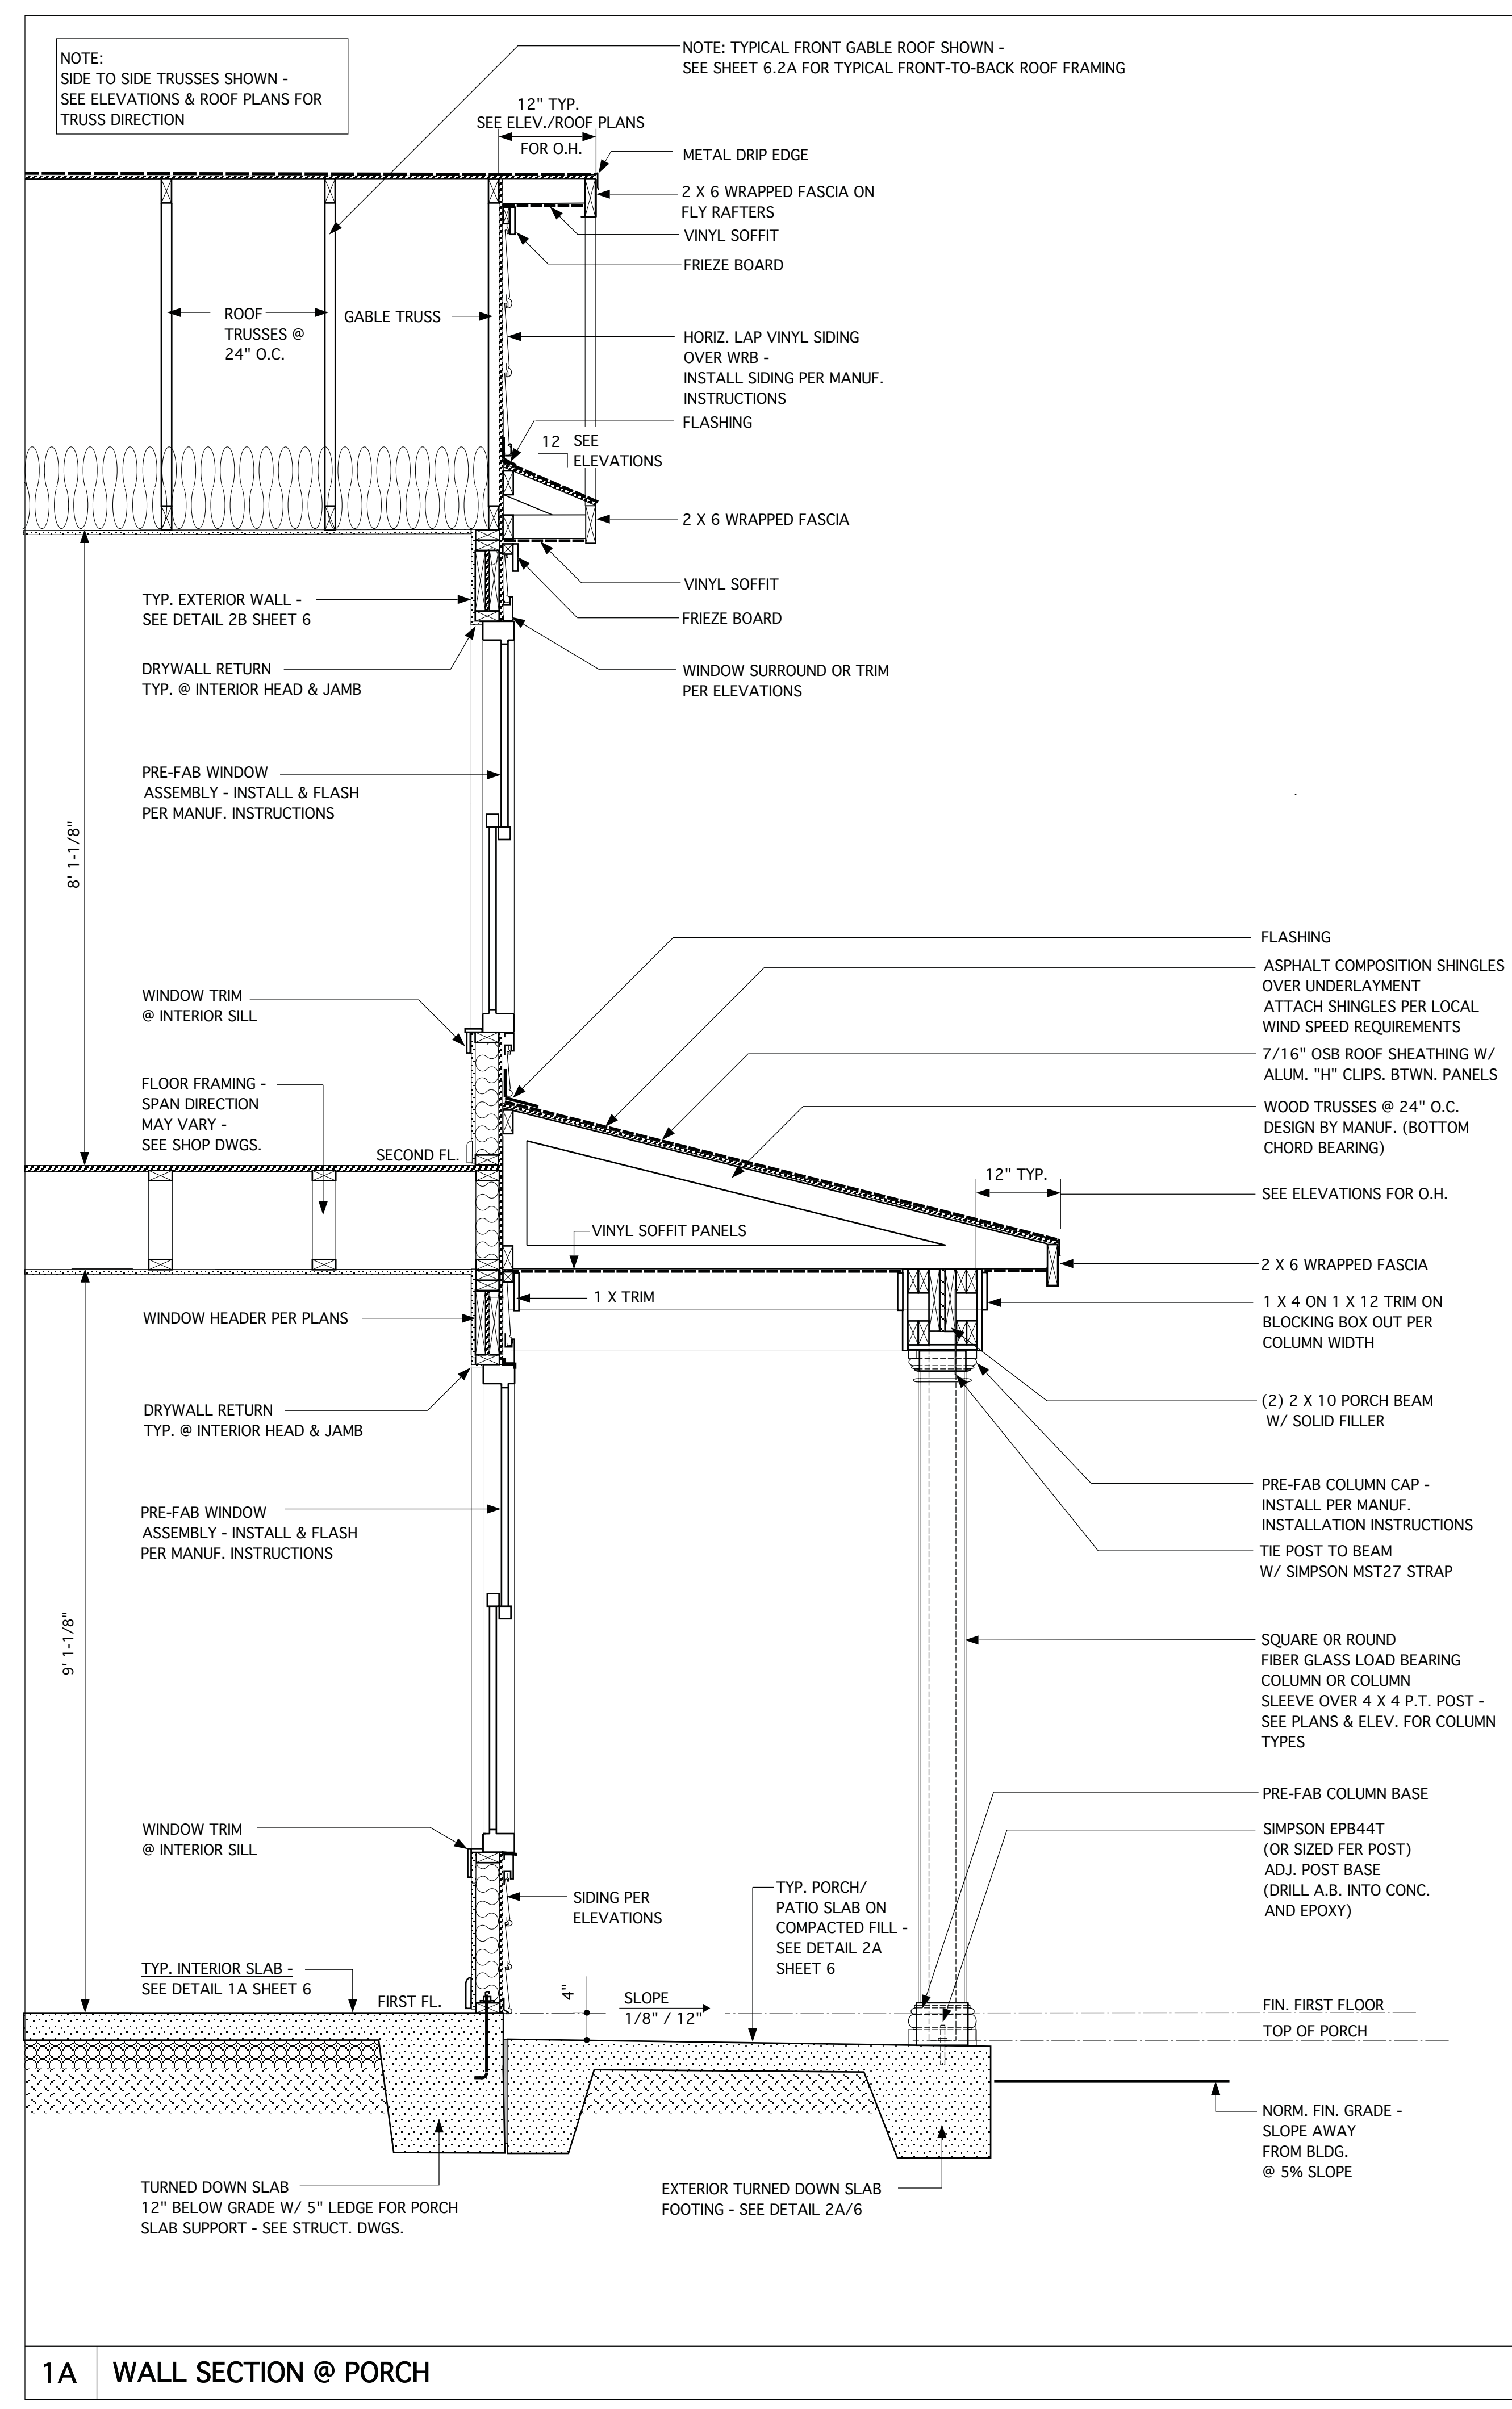 NOTE:
SIDE TO SIDE TRUSSES SHOWN -
SEE ELEVATIONS & ROOF PLANS FOR
TRUSS DIRECTION
NOTE: TYPICAL FRONT GABLE ROOF SHOWN -
SEE SHEET 6.2A FOR TYPICAL FRONT-TO-BACK ROOF FRAMING
12" TYP.
SEE ELEV./ROOF PLANS
FOR O.H.
METAL DRIP EDGE
2 X 6 WRAPPED FASCIA ON
FLY RAFTERS
VINYL SOFFIT
FRIEZE BOARD
ROOF
TRUSSES @
24" O.C.
GABLE TRUSS
HORIZ. LAP VINYL SIDING
OVER WRB -
INSTALL SIDING PER MANUF.
INSTRUCTIONS
FLASHING
12
SEE
ELEVATIONS
2 X 6 WRAPPED FASCIA
VINYL SOFFIT
FRIEZE BOARD
TYP. EXTERIOR WALL -
SEE DETAIL 2B SHEET 6
DRYWALL RETURN
TYP. @ INTERIOR HEAD & JAMB
WINDOW SURROUND OR TRIM
PER ELEVATIONS
PRE-FAB WINDOW
ASSEMBLY - INSTALL & FLASH
PER MANUF. INSTRUCTIONS
8' 1-1/8"
FLASHING
ASPHALT COMPOSITION SHINGLES
OVER UNDERLAYMENT
ATTACH SHINGLES PER LOCAL
WIND SPEED REQUIREMENTS
WINDOW TRIM
@ INTERIOR SILL
7/16" OSB ROOF SHEATHING W/
ALUM. "H" CLIPS. BTWN. PANELS
FLOOR FRAMING -
SPAN DIRECTION
MAY VARY -
SEE SHOP DWGS.
SECOND FL.
WOOD TRUSSES @ 24" O.C.
DESIGN BY MANUF. (BOTTOM
CHORD BEARING)
12" TYP.
SEE ELEVATIONS FOR O.H.
VINYL SOFFIT PANELS
2 X 6 WRAPPED FASCIA
1 X TRIM
1 X 4 ON 1 X 12 TRIM ON
BLOCKING BOX OUT PER
COLUMN WIDTH
WINDOW HEADER PER PLANS
DRYWALL RETURN
TYP. @ INTERIOR HEAD & JAMB
(2) 2 X 10 PORCH BEAM
W/ SOLID FILLER
PRE-FAB COLUMN CAP -
INSTALL PER MANUF.
INSTALLATION INSTRUCTIONS
PRE-FAB WINDOW
ASSEMBLY - INSTALL & FLASH
PER MANUF. INSTRUCTIONS
TIE POST TO BEAM
W/ SIMPSON MST27 STRAP
9' 1-1/8"
SQUARE 0R ROUND
FIBER GLASS LOAD BEARING
COLUMN OR COLUMN
SLEEVE OVER 4 X 4 P.T. POST -
SEE PLANS & ELEV. FOR COLUMN
TYPES
PRE-FAB COLUMN BASE
WINDOW TRIM
@ INTERIOR SILL
SIMPSON EPB44T
(OR SIZED FER POST)
ADJ. POST BASE
(DRILL A.B. INTO CONC.
AND EPOXY)
SIDING PER
ELEVATIONS
TYP. PORCH/
PATIO SLAB ON
COMPACTED FILL -
SEE DETAIL 2A
SHEET 6
TYP. INTERIOR SLAB -
SEE DETAIL 1A SHEET 6
FIRST FL.
4"
SLOPE
1/8" / 12"
FIN. FIRST FLOOR
TOP OF PORCH
NORM. FIN. GRADE -
SLOPE AWAY
FROM BLDG.
@ 5% SLOPE
TURNED DOWN SLAB
12" BELOW GRADE W/ 5" LEDGE FOR PORCH
SLAB SUPPORT - SEE STRUCT. DWGS.
EXTERIOR TURNED DOWN SLAB
FOOTING - SEE DETAIL 2A/6
1A
WALL SECTION @ PORCH